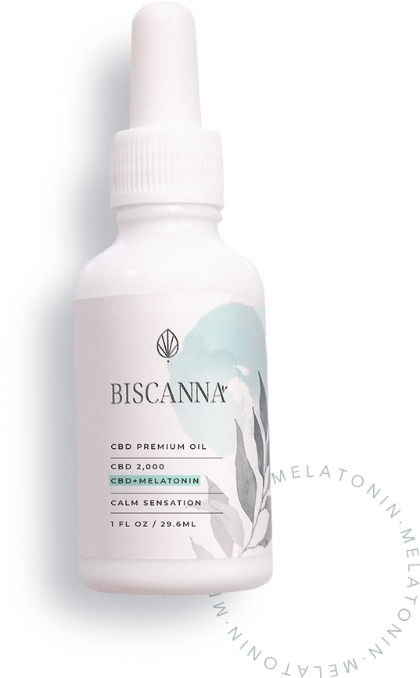 BISCANNA
CBD PREMIUM OIL
CBD 2,000
CBD+MELATONIN
CALM SENSATION
1 FL OZ / 29.6ML
MELATONIN·MELATONIN·MELATONIN·M